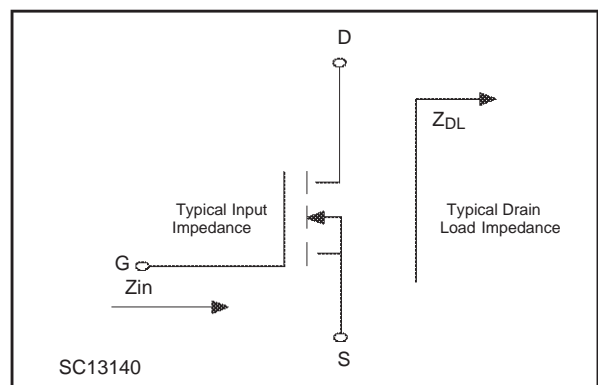 D
ZDL
Typical Input
Impedance
Typical Drain
Load Impedance
G
Zin
S
SC13140